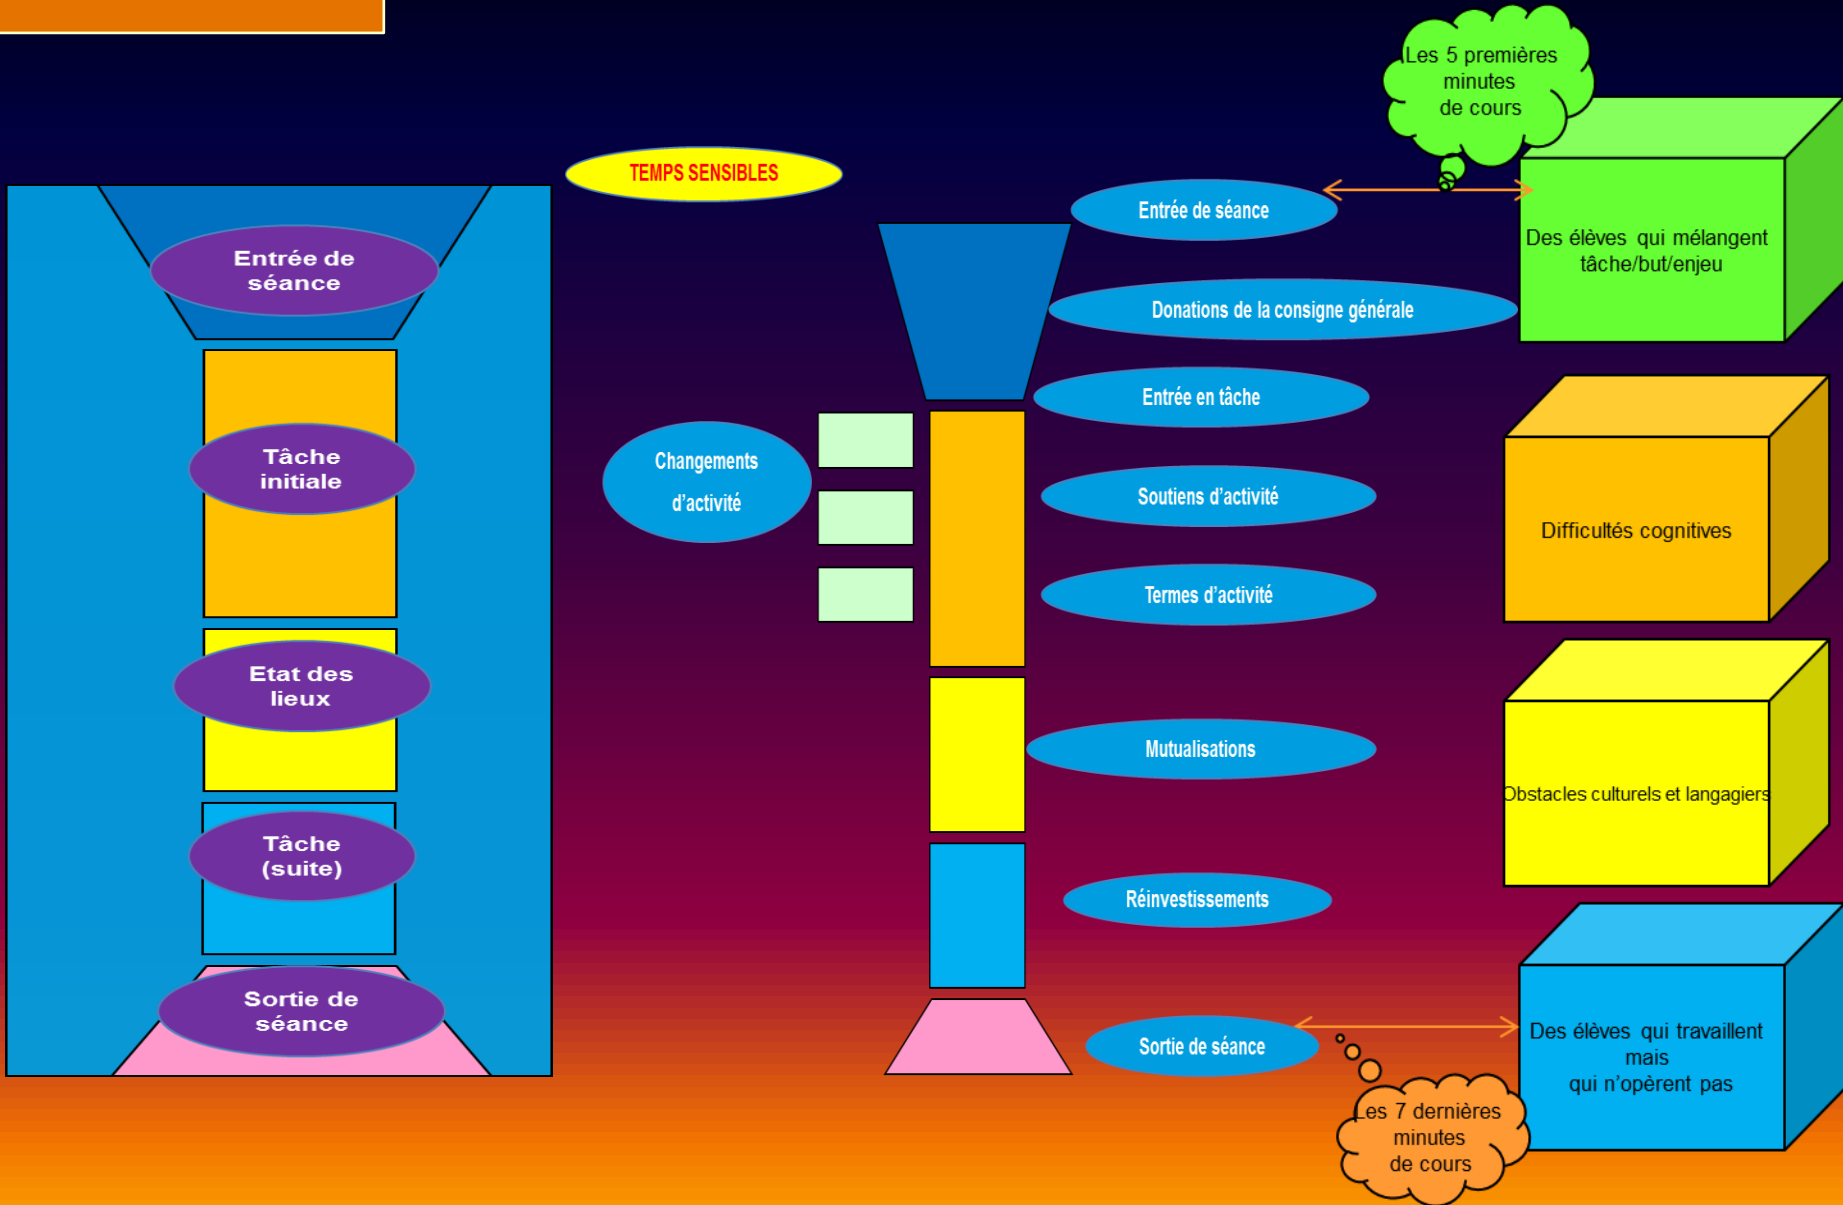 Entrée de
séance
Tâche
initiale
Etat des
lieux
Tâche
(suite)
Sortie de
séance
TEMPS SENSIBLES
Changements
d'activité
Entrée de séance
Donations de la consigne générale
Entrée en tâche
Soutiens d'activité
Termes d'activité
Mutualisations
Réinvestissements
Sortie de séance
Les 5 premières
minutes
de cours
Des élèves qui mélangent
tâche/but/enjeu
Difficultés cognitives
Obstacles culturels et langagiers
Des élèves qui travaillent
mais
qui n'opèrent pas
Les 7 dernières
minutes
de cours